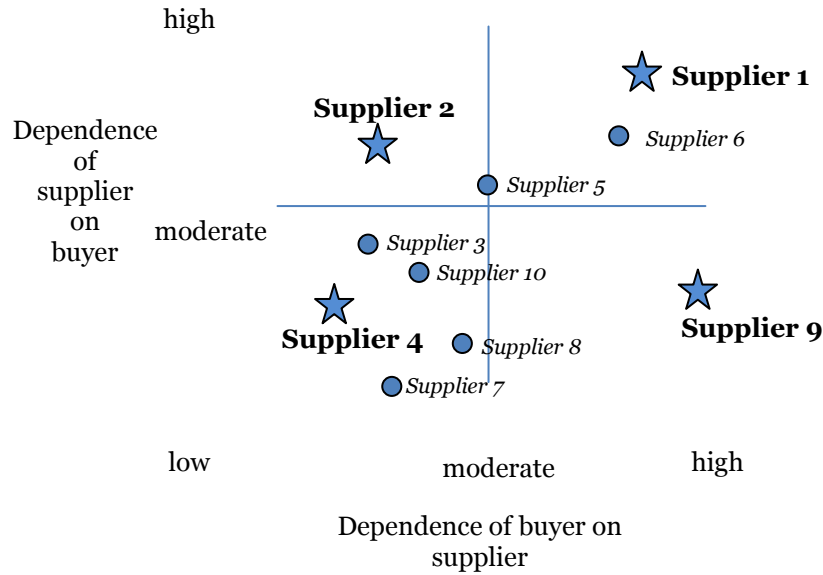 high
Supplier 1
Supplier 2
Dependence
of
supplier
on
buyer
Supplier 6
Supplier 5
moderate
Supplier 3
Supplier 10
Supplier 9
Supplier 4
Supplier 8
Supplier 7
low
moderate
high
Dependence of buyer on
supplier